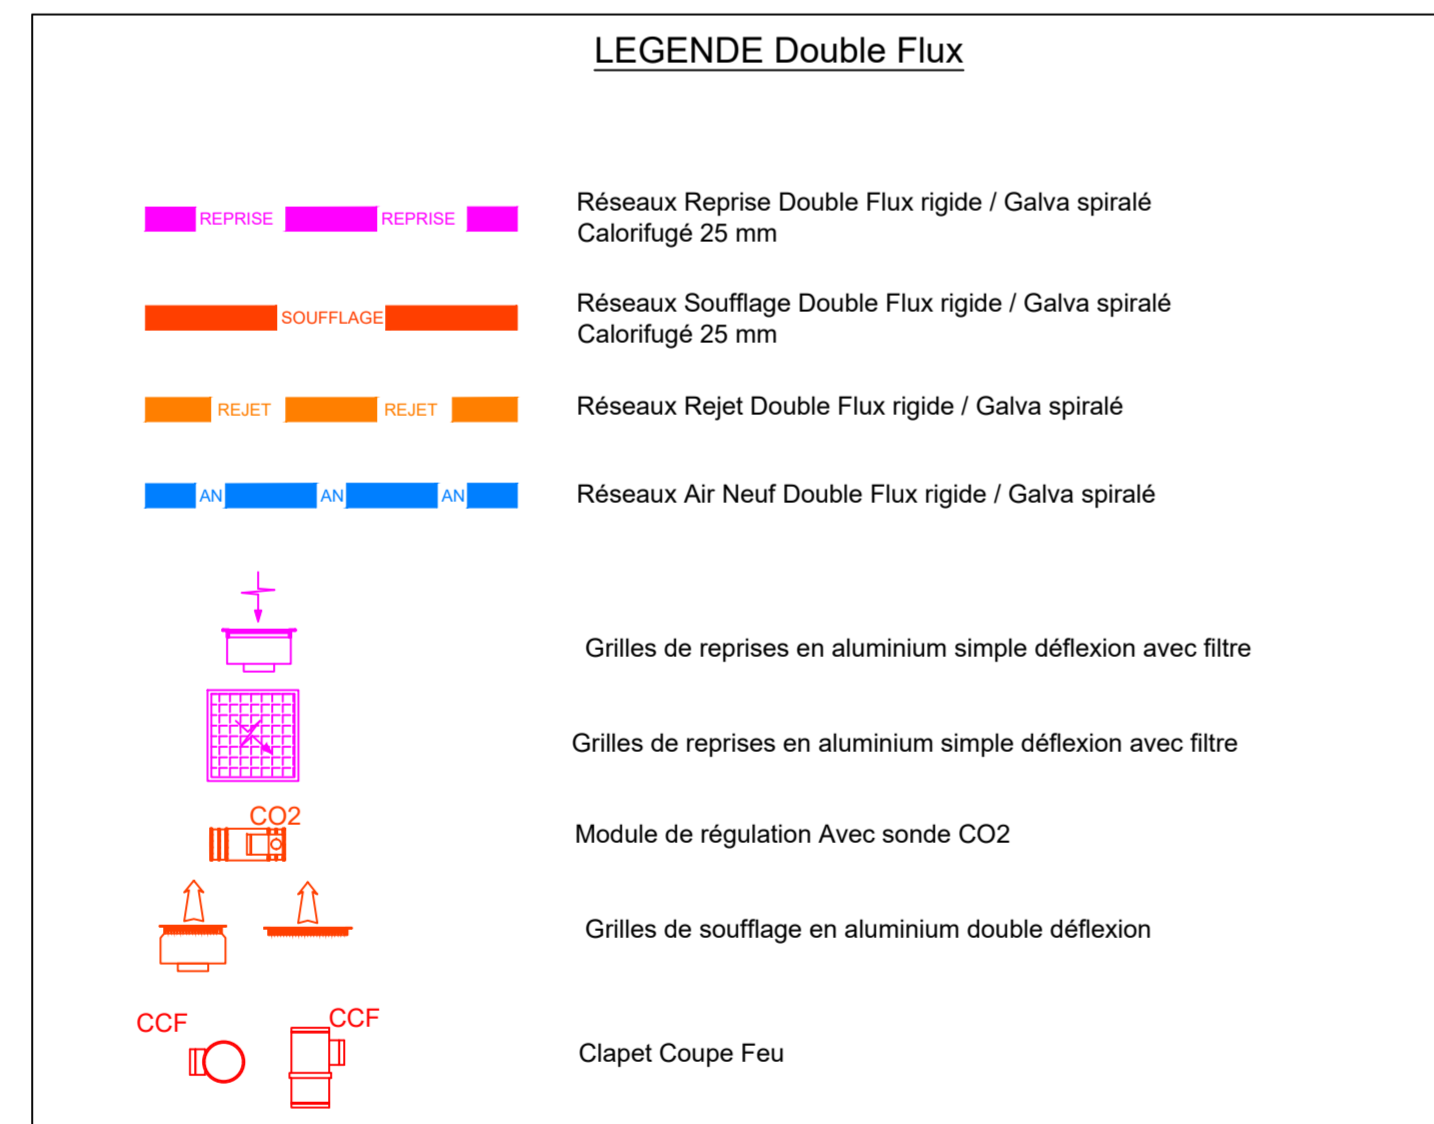 LEGENDE Double Flux
REPRISE REPRISE
Réseaux Reprise Double Flux rigide / Galva spiralé
Calorifugé 25 mm
SOUFFLAGE
Réseaux Soufflage Double Flux rigide / Galva spiralé
Calorifugé 25 mm
REJET REJET
Réseaux Rejet Double Flux rigide / Galva spiralé
AN AN AN
Réseaux Air Neuf Double Flux rigide / Galva spiralé
Grilles de reprises en aluminium simple déflexion avec filtre
Grilles de reprises en aluminium simple déflexion avec filtre
CO2
Module de régulation Avec sonde CO2
Grilles de soufflage en aluminium double déflexion
CCF CCF
Clapet Coupe Feu